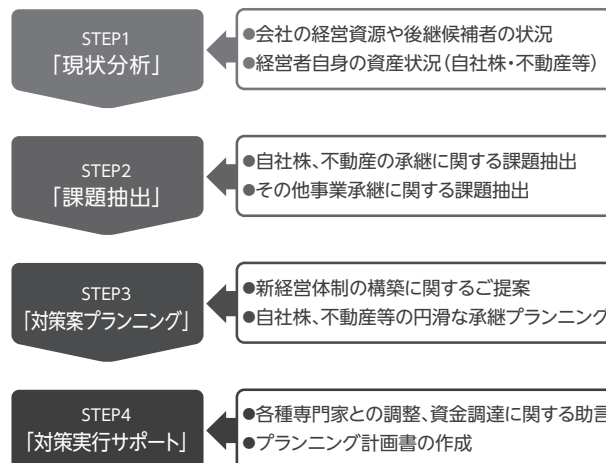 STEP1
「現状分析」
●会社の経営資源や後継候補者の状況
●経営者自身の資産状況(自社株・不動産等)
STEP2
「課題抽出」
●自社株、不動産の承継に関する課題抽出
●その他事業承継に関する課題抽出
STEP3
「対策案プランニング」
●新経営体制の構築に関するご提案
●自社株、不動産等の円滑な承継プランニング
STEP4
「対策実行サポート」
●各種専門家との調整、資金調達に関する助言
●プランニング計画書の作成